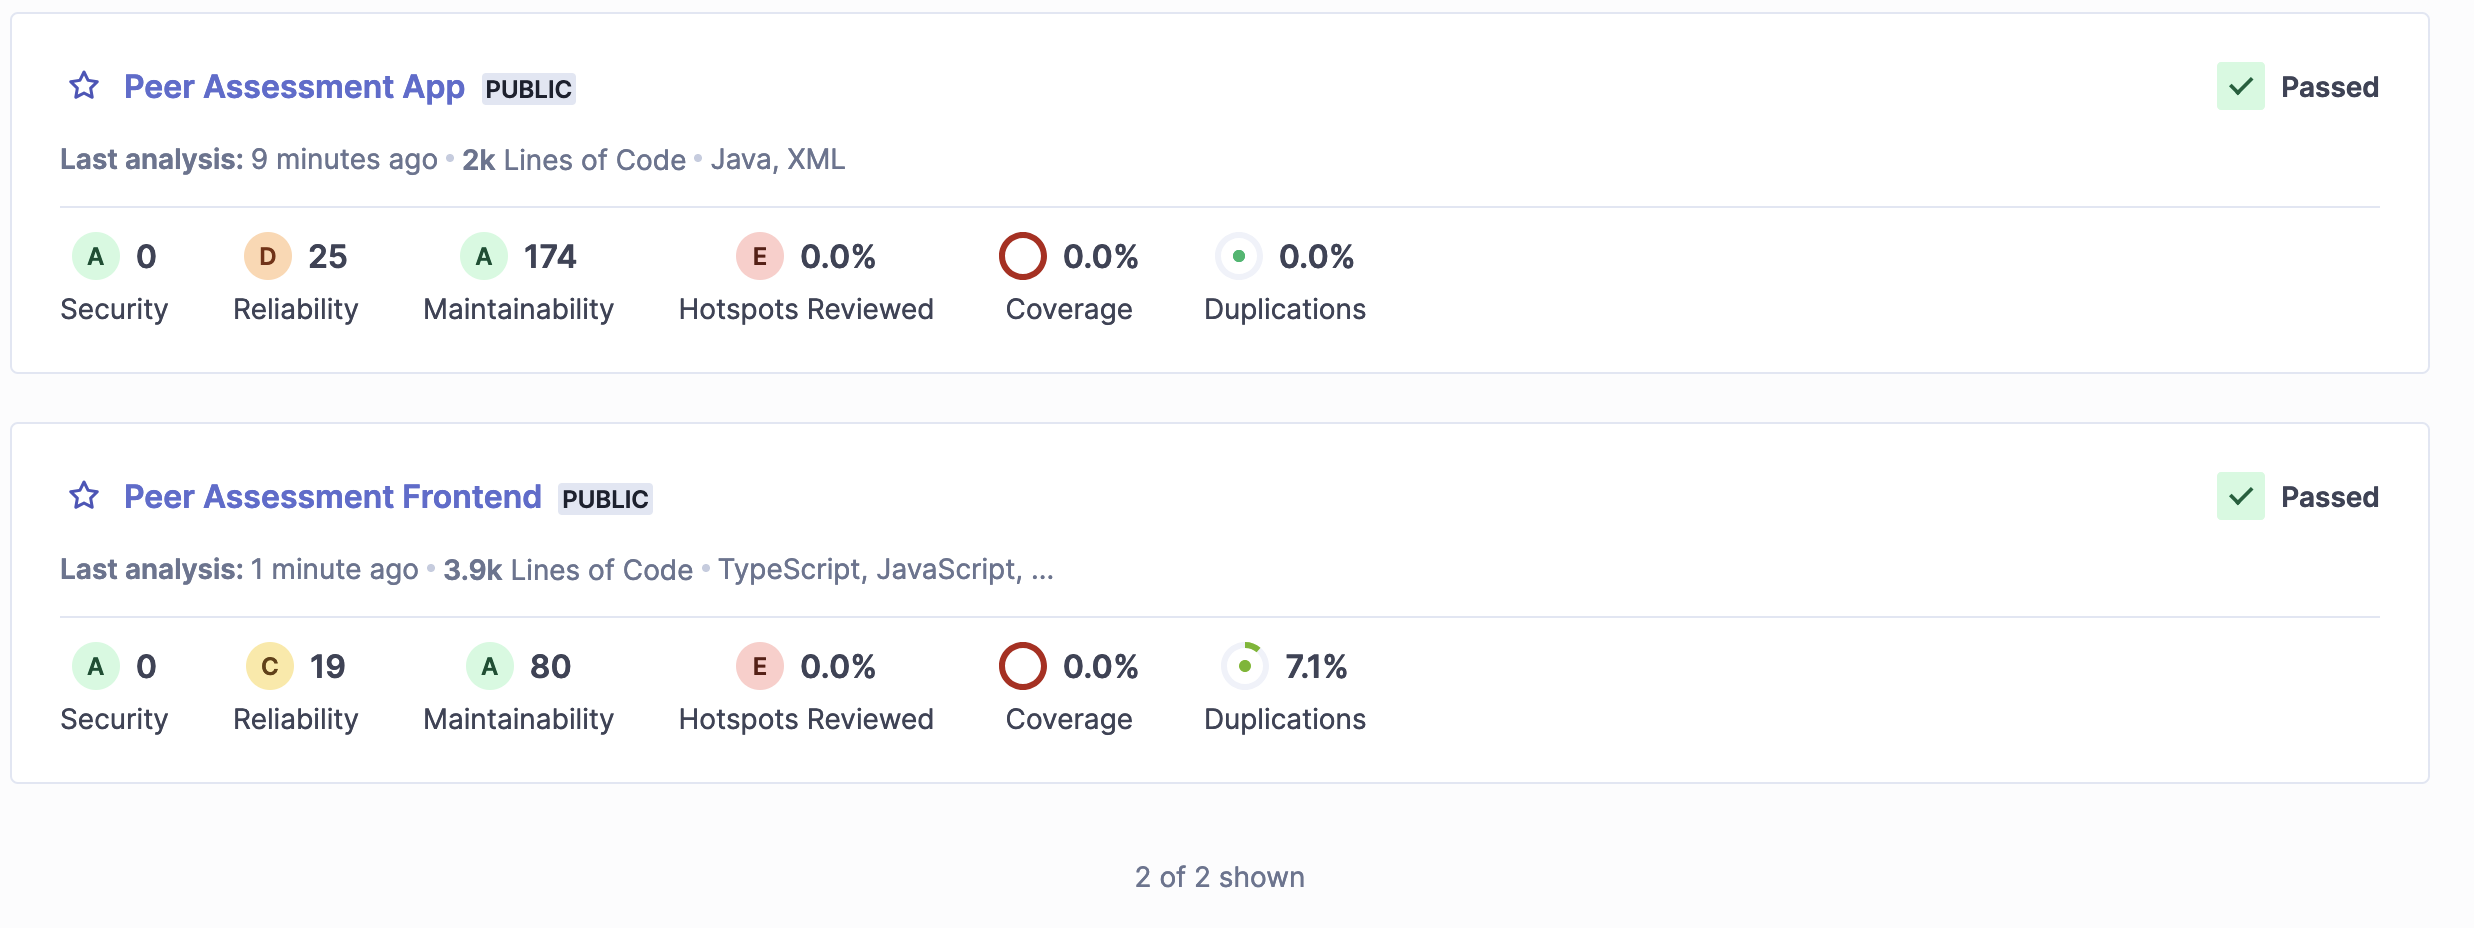 Peer Assessment App PUBLIC
Passed
Last analysis: 9 minutes ago • 2k Lines of Code • Java, XML
A 0 D 25 A 174 E 0.0% 0.0% 0.0%
Security Reliability Maintainability Hotspots Reviewed Coverage Duplications
Peer Assessment Frontend PUBLIC
Passed
Last analysis: 1 minute ago • 3.9k Lines of Code • TypeScript, JavaScript, ...
A 0 C 19 A 80 E 0.0% 0.0% 7.1%
Security Reliability Maintainability Hotspots Reviewed Coverage Duplications
2 of 2 shown